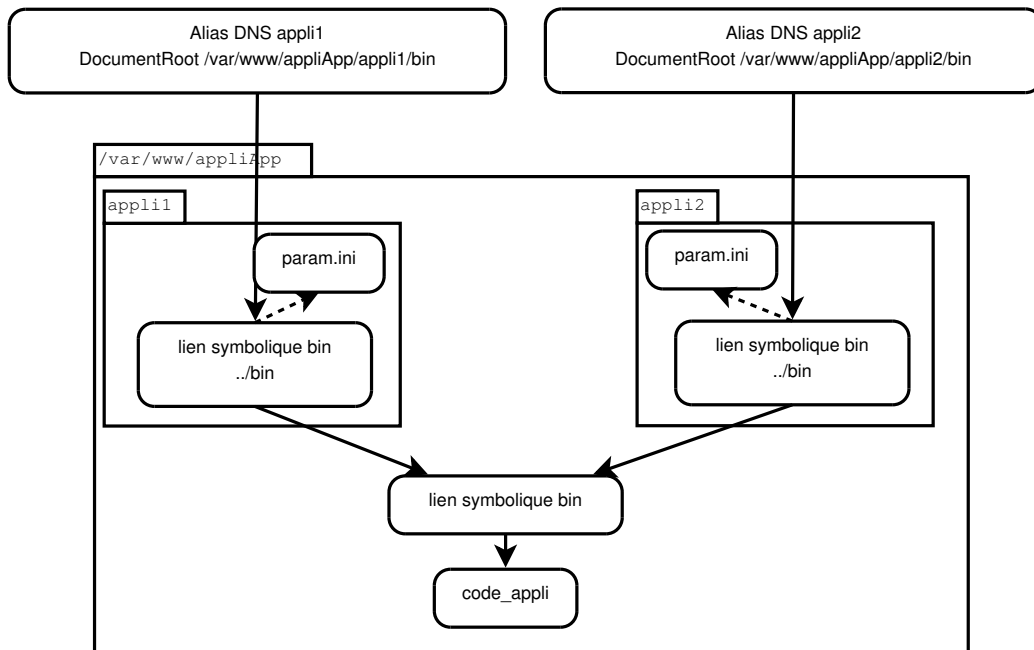 Alias DNS appli1
DocumentRoot /var/www/appliApp/appli1/bin
Alias DNS appli2
DocumentRoot /var/www/appliApp/appli2/bin
/var/www/appliApp
appli1
appli2
param.ini
param.ini
lien symbolique bin
../bin
lien symbolique bin
../bin
lien symbolique bin
code_appli